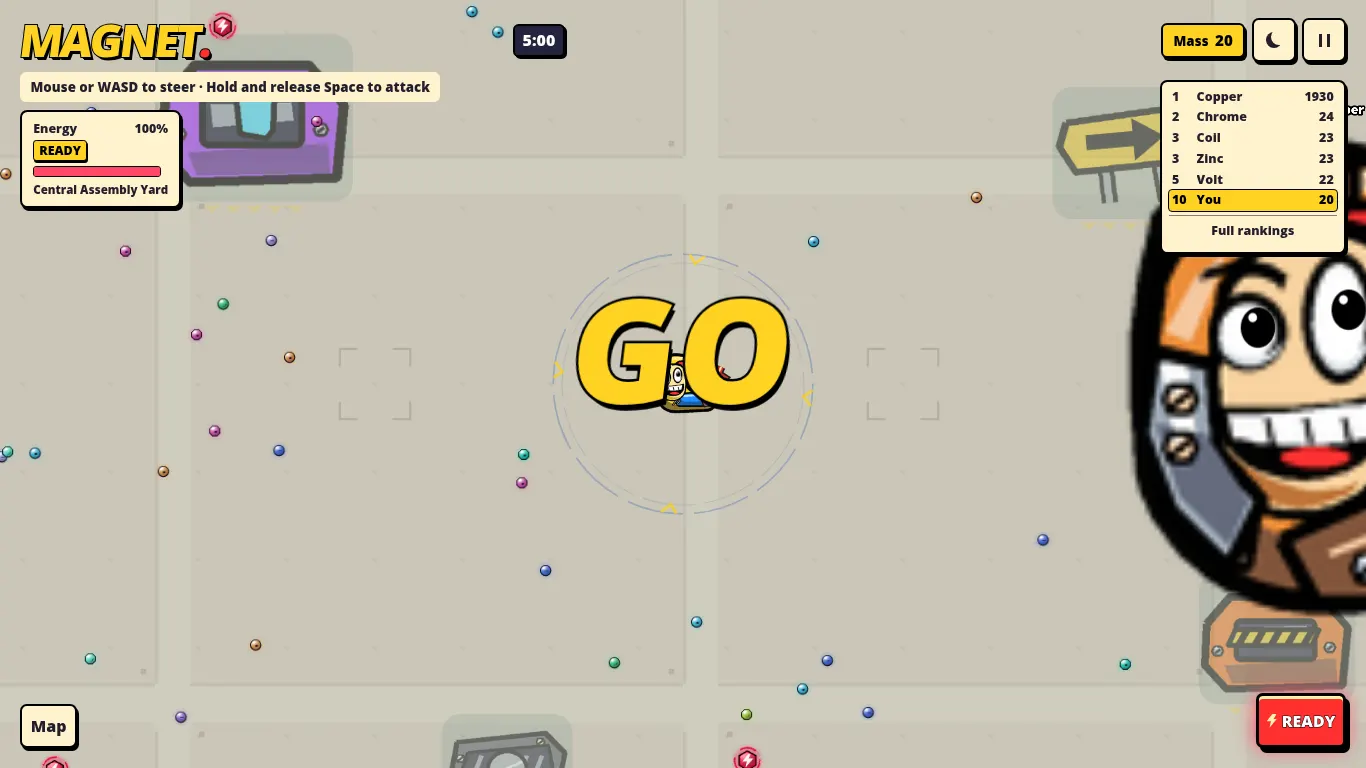 MAGNET.
5:00
Mass 20
Mouse or WASD to steer · Hold and release Space to attack
Energy 100%
READY
Central Assembly Yard
1 Copper 1930
2 Chrome 24
3 Coil 23
3 Zinc 23
5 Volt 22
10 You 20
Full rankings
GO
Map
READY